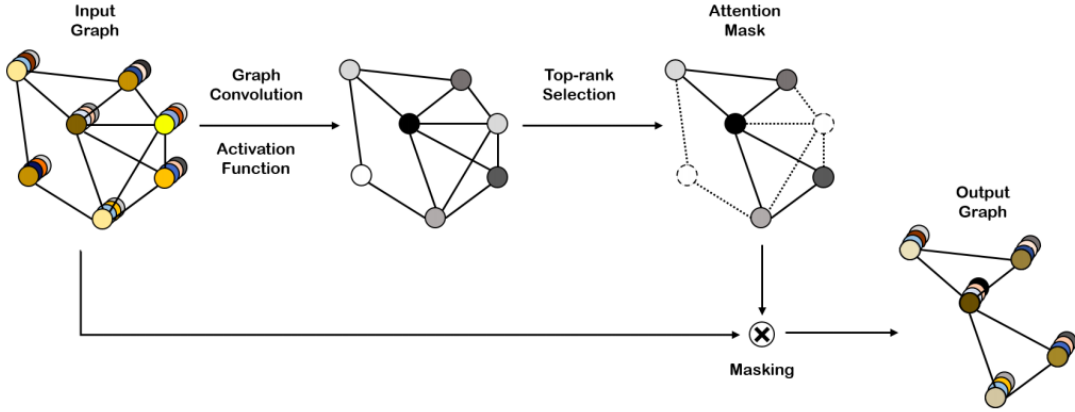 Input
Graph
Graph
Convolution
Activation
Function
Top-rank
Selection
Attention
Mask
Output
Graph
Masking